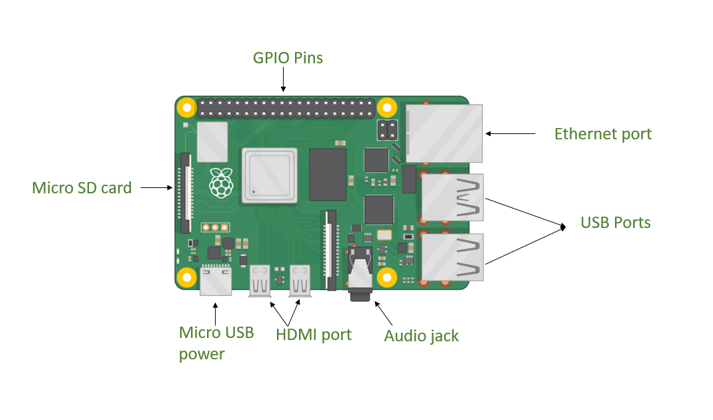 GPIO Pins
Ethernet port
Micro SD card
USB Ports
Micro USB
power
HDMI port
Audio jack